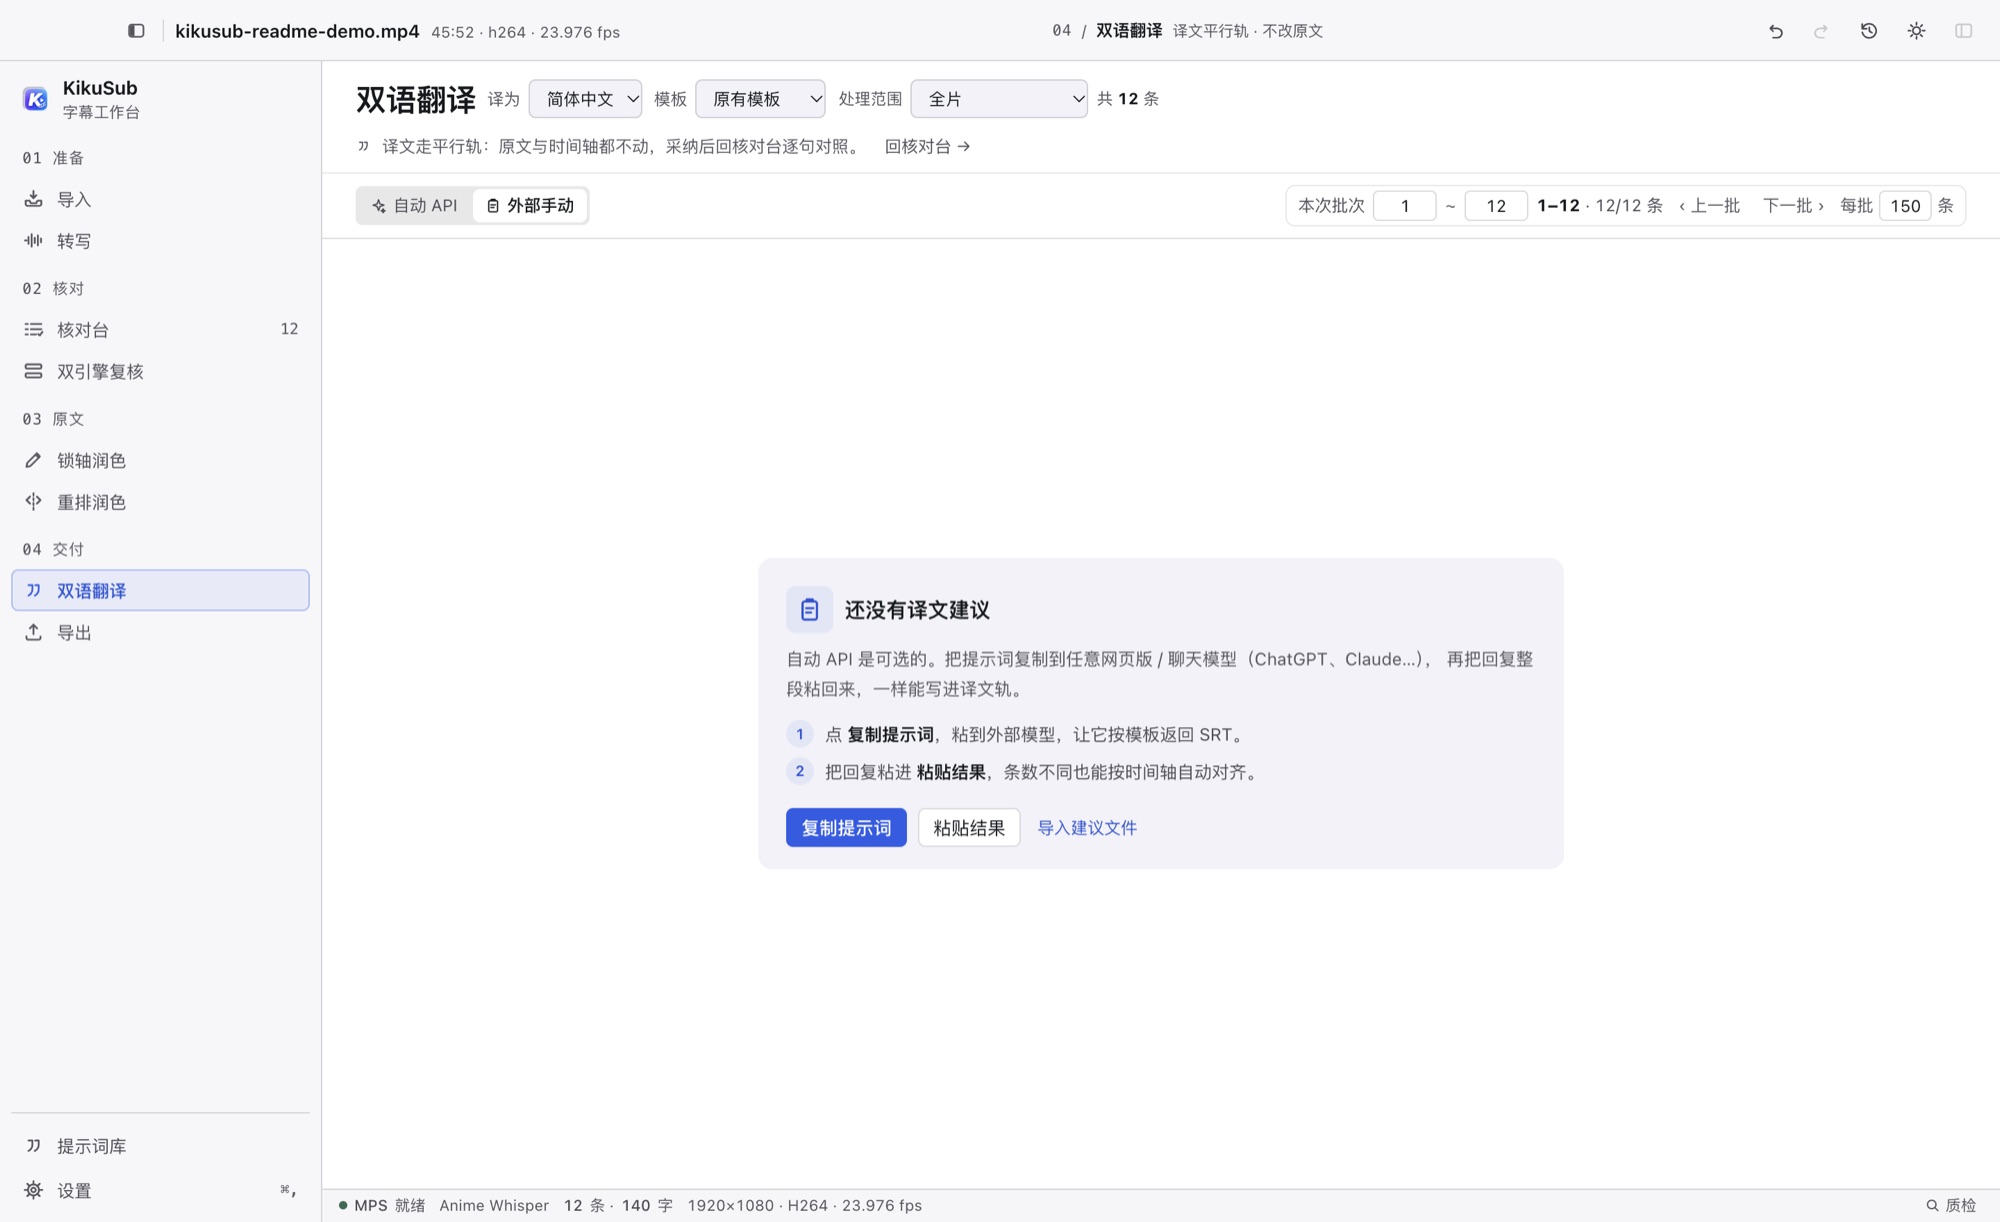 kikusub-readme-demo.mp4 45:52 · h264 · 23.976 fps
04 / 双语翻译 译文平行轨 · 不改原文
KikuSub
字幕工作台
01 准备
导入
转写
02 核对
核对台 12
双引擎复核
03 原文
锁轴润色
重排润色
04 交付
双语翻译
导出
提示词库
设置 ⌘,
双语翻译 译为 简体中文 模板 原有模板 处理范围 全片 共 12 条
译文走平行轨：原文与时间轴都不动，采纳后回核对台逐句对照。 回核对台 →
自动 API 外部手动
本次批次 1 ~ 12 1–12 · 12/12 条 ‹ 上一批 下一批 › 每批 150 条
还没有译文建议
自动 API 是可选的。把提示词复制到任意网页版 / 聊天模型（ChatGPT、Claude…）， 再把回复整
段粘回来，一样能写进译文轨。
1 点 复制提示词，粘到外部模型，让它按模板返回 SRT。
2 把回复粘进 粘贴结果，条数不同也能按时间轴自动对齐。
复制提示词 粘贴结果 导入建议文件
MPS 就绪 Anime Whisper 12 条 · 140 字 1920×1080 · H264 · 23.976 fps
质检